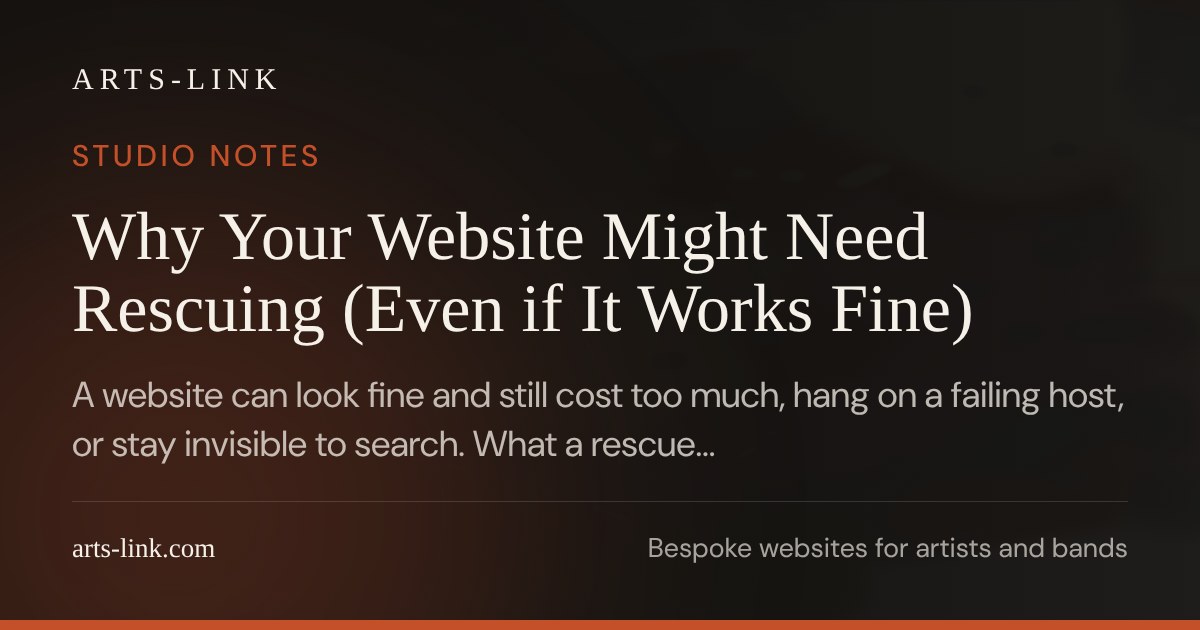 ARTS-LINK
STUDIO NOTES
Why Your Website Might Need
Rescuing (Even if It Works Fine)
A website can look fine and still cost too much, hang on a failing host,
or stay invisible to search. What a rescue...
arts-link.com
Bespoke websites for artists and bands